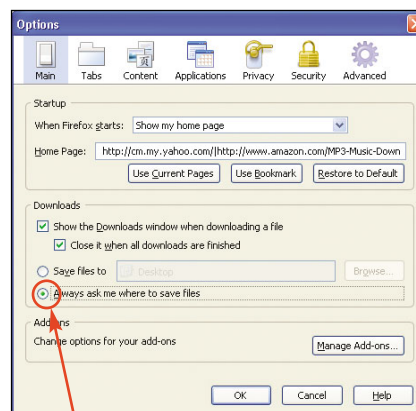 Options
Main Tabs Content Applications Privacy Security Advanced
Startup
When Firefox starts: Show my home page
Home Page: http://cm.my.yahoo.com/|http://www.amazon.com/MP3-Music-Down
Use Current Pages Use Bookmark Restore to Default
Downloads
Show the Downloads window when downloading a file
Close it when all downloads are finished
Save files to Desktop Browse...
Always ask me where to save files
Add-ons
Change options for your add-ons Manage Add-ons...
OK Cancel Help